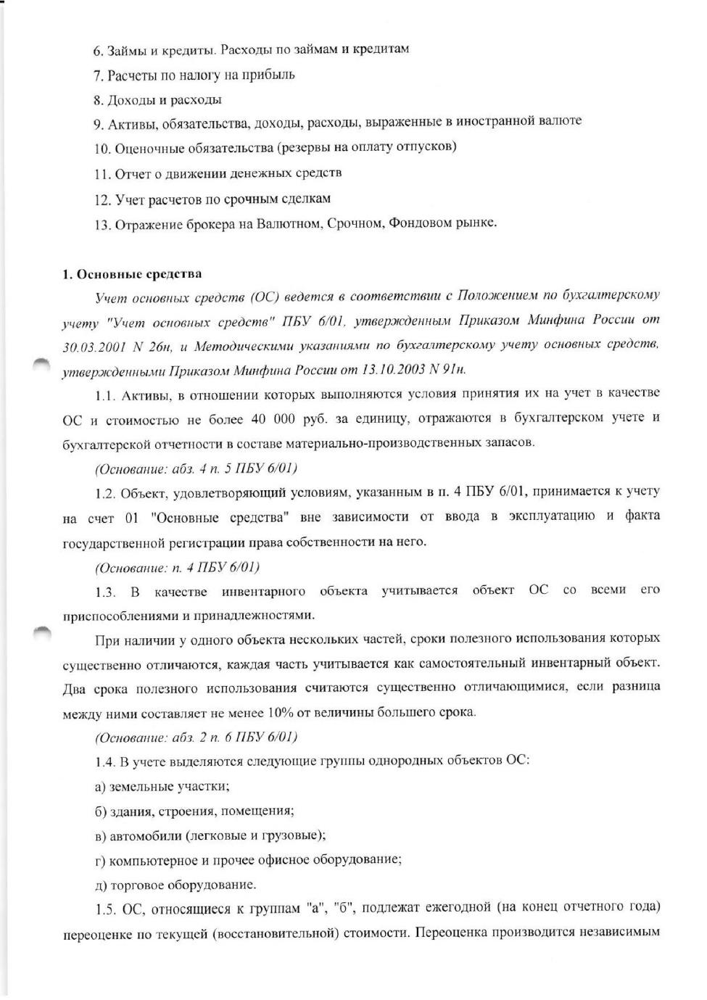 6. Займы и кредиты. Расходы по займам и кредитам
7. Расчеты по налогу на прибыль
8. Доходы и расходы
9. Активы, обязательства, доходы, расходы, выраженные в иностранной валюте
10. Оценочные обязательства (резервы на оплату отпусков)
11. Отчет о движении денежных средств
12. Учет расчетов по срочным сделкам
13. Отражение брокера на Валютном, Срочном, Фондовом рынке.
1. Основные средства
Учет основных средств (ОС) ведется в соответствии с Положением по бухгалтерскому
учету "Учет основных средств" ПБУ 6/01, утвержденным Приказом Минфина России от
30.03.2001 N 26н, и Методическими указаниями по бухгалтерскому учету основных средств,
утвержденными Приказом Минфина России от 13.10.2003 N 91н.
1.1. Активы, в отношении которых выполняются условия принятия их на учет в качестве
ОС и стоимостью не более 40 000 руб. за единицу, отражаются в бухгалтерском учете и
бухгалтерской отчетности в составе материально-производственных запасов.
(Основание: абз. 4 п. 5 ПБУ 6/01)
1.2. Объект, удовлетворяющий условиям, указанным в п. 4 ПБУ 6/01, принимается к учету
на счет 01 "Основные средства" вне зависимости от ввода в эксплуатацию и факта
государственной регистрации права собственности на него.
(Основание: п. 4 ПБУ 6/01)
1.3. В качестве инвентарного объекта учитывается объект ОС со всеми его
приспособлениями и принадлежностями.
При наличии у одного объекта нескольких частей, сроки полезного использования которых
существенно отличаются, каждая часть учитывается как самостоятельный инвентарный объект.
Два срока полезного использования считаются существенно отличающимися, если разница
между ними составляет не менее 10% от величины большего срока.
(Основание: абз. 2 п. 6 ПБУ 6/01)
1.4. В учете выделяются следующие группы однородных объектов ОС:
а) земельные участки;
б) здания, строения, помещения;
в) автомобили (легковые и грузовые);
г) компьютерное и прочее офисное оборудование;
д) торговое оборудование.
1.5. ОС, относящиеся к группам "а", "б", подлежат ежегодной (на конец отчетного года)
переоценке по текущей (восстановительной) стоимости. Переоценка производится независимым